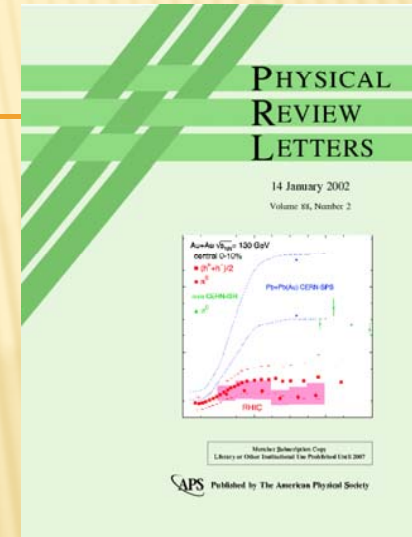 PHYSICAL
REVIEW
LETTERS
14 January 2002
Volume 88, Number 2
Au+Au √sNN = 130 GeV
central 0-10%
(h⁺+h⁻)/2
π⁰
Pb+Pb(Au) CERN-SPS
CERN-ISR
RHIC
Member Subscription Copy
Library or Other Institutional Use Prohibited Until 2007
APS Published by The American Physical Society